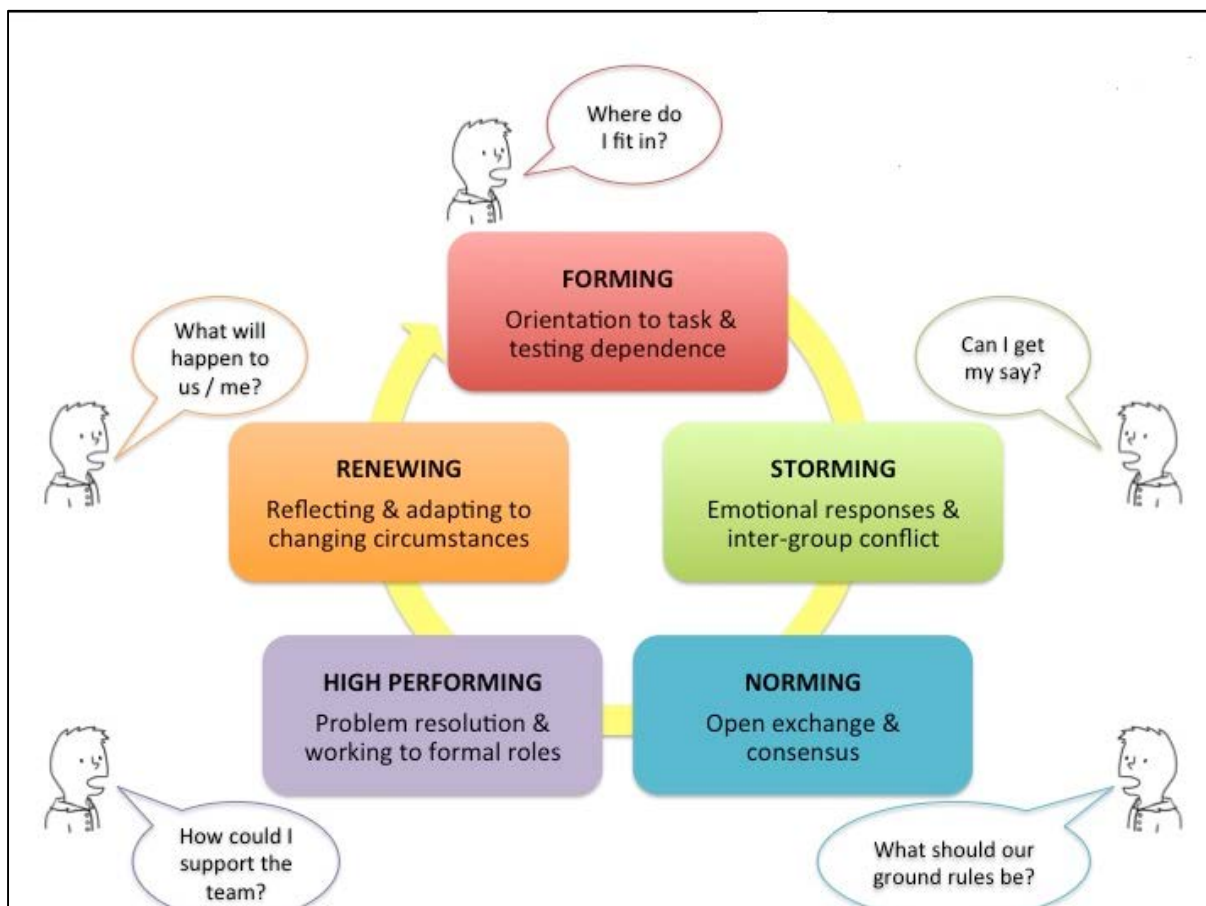 Where do
I fit in?
FORMING
Orientation to task &
testing dependence
What will
happen to
us / me?
Can I get
my say?
RENEWING
Reflecting & adapting to
changing circumstances
STORMING
Emotional responses &
inter-group conflict
HIGH PERFORMING
Problem resolution &
working to formal roles
NORMING
Open exchange &
consensus
How could I
support the
team?
What should our
ground rules be?